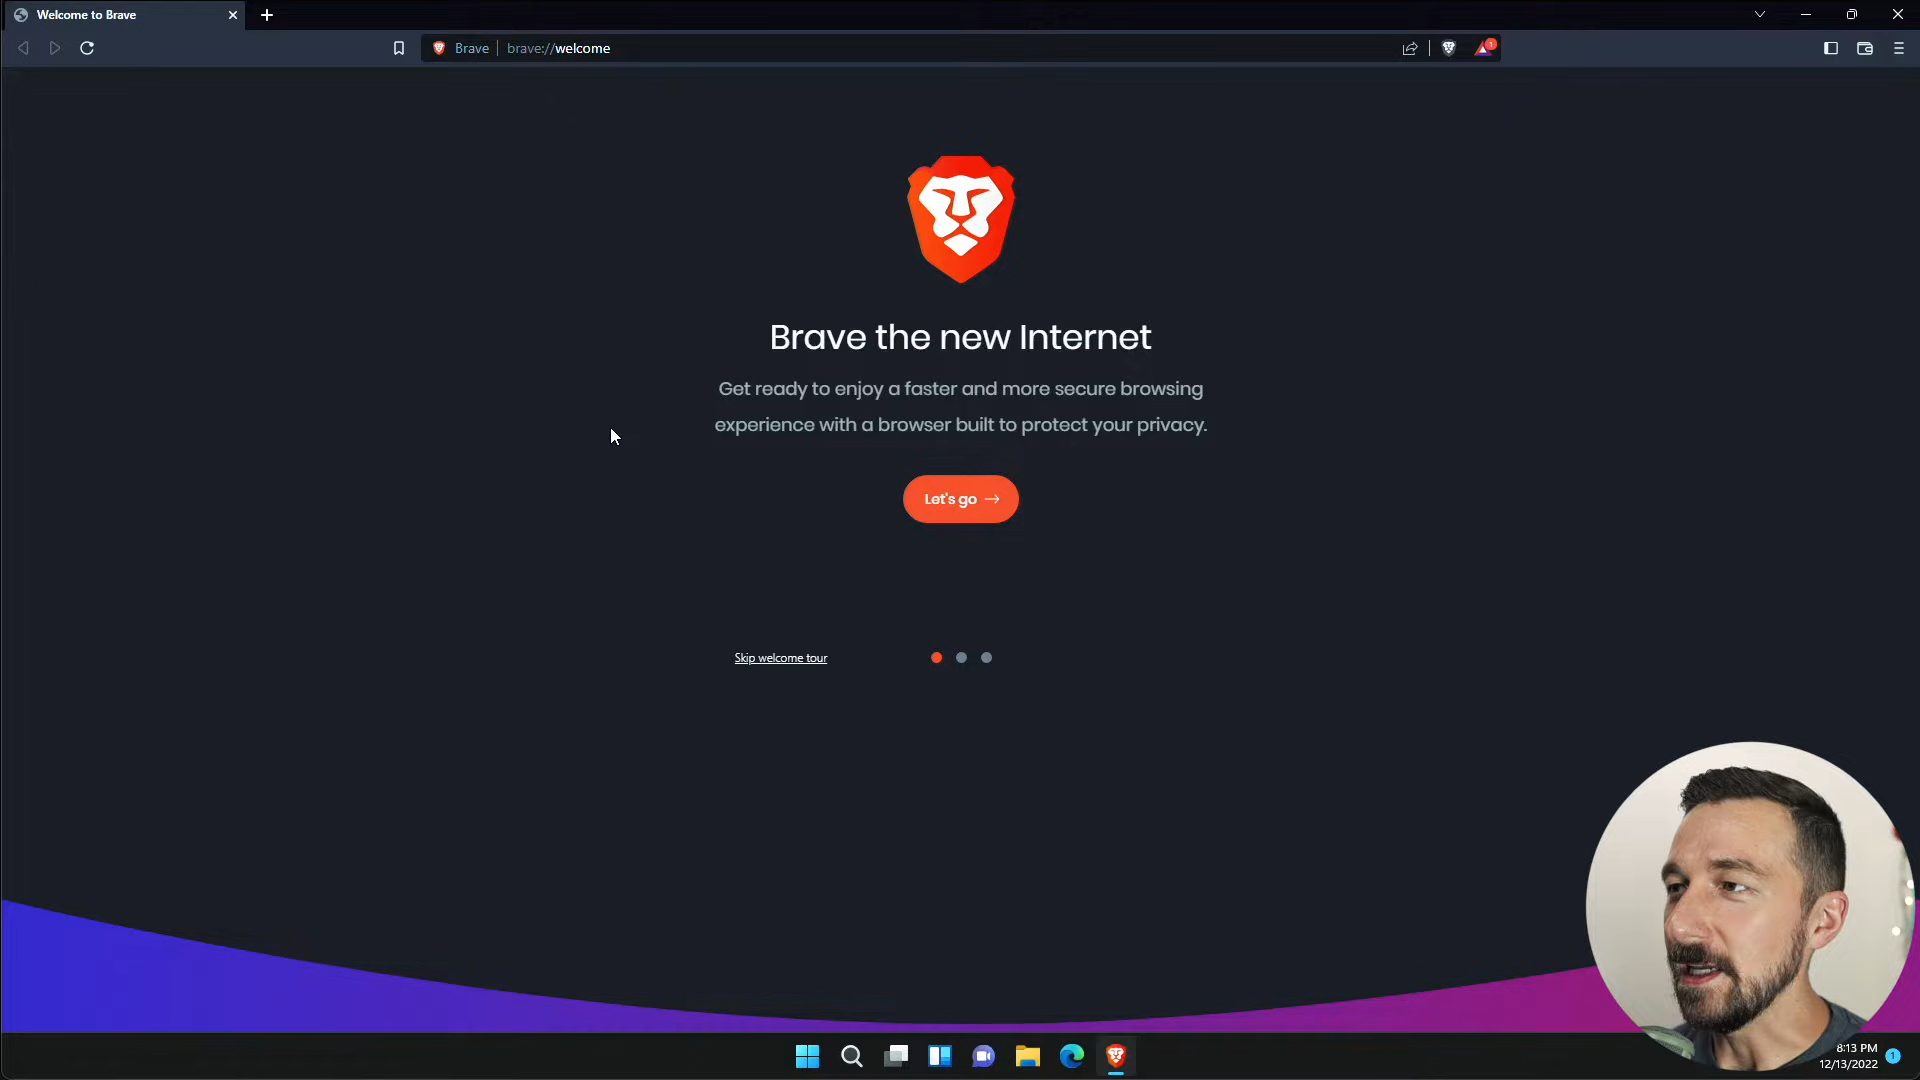 Welcome to Brave
Brave
brave://welcome
1
Brave the new Internet
Get ready to enjoy a faster and more secure browsing
experience with a browser built to protect your privacy.
Let's go
Skip welcome tour
8:13 PM
12/13/2022
1